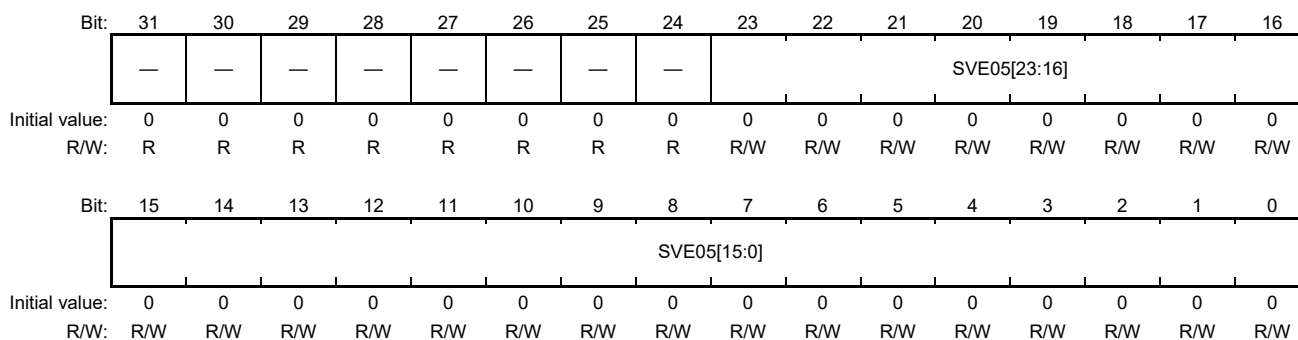 Bit: 31 30 29 28 27 26 25 24 23 22 21 20 19 18 17 16
— — — — — — — — SVE05[23:16]
Initial value: 0 0 0 0 0 0 0 0 0 0 0 0 0 0 0 0
R/W: R R R R R R R R R/W R/W R/W R/W R/W R/W R/W R/W
Bit: 15 14 13 12 11 10 9 8 7 6 5 4 3 2 1 0
SVE05[15:0]
Initial value: 0 0 0 0 0 0 0 0 0 0 0 0 0 0 0 0
R/W: R/W R/W R/W R/W R/W R/W R/W R/W R/W R/W R/W R/W R/W R/W R/W R/W